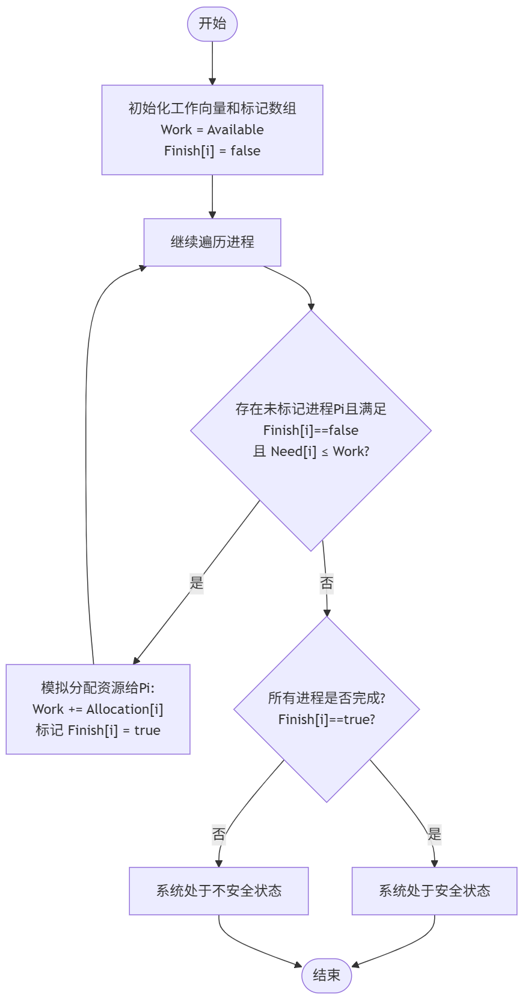 开始
初始化工作向量和标记数组
Work = Available
Finish[i] = false
继续遍历进程
存在未标记进程Pi且满足
Finish[i]==false
且 Need[i] ≤ Work?
是
否
模拟分配资源给Pi:
Work += Allocation[i]
标记 Finish[i] = true
所有进程是否完成?
Finish[i]==true?
否
是
系统处于不安全状态
系统处于安全状态
结束